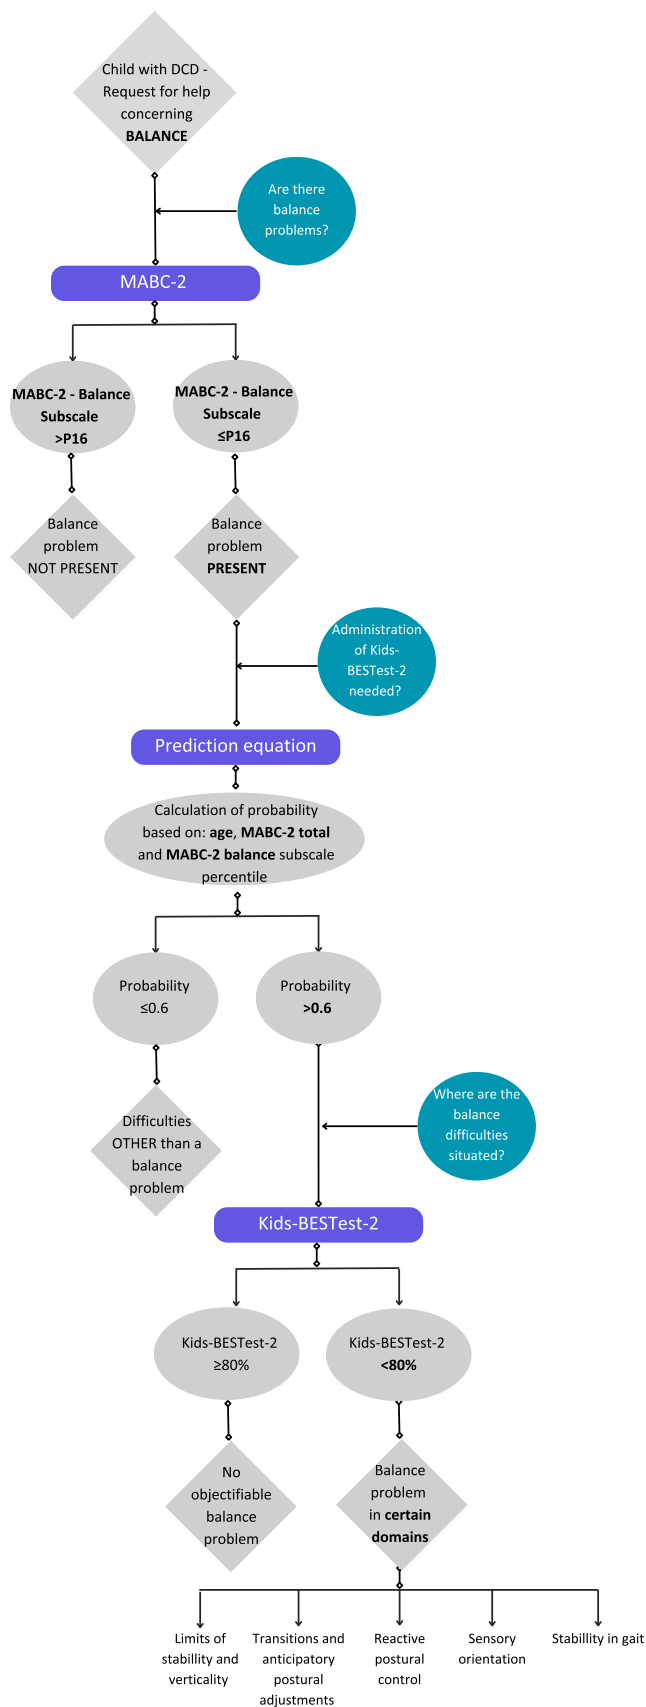 Child with DCD -
Request for help
concerning
BALANCE
Are there
balance
problems?
MABC-2
MABC-2 - Balance
Subscale
>P16
MABC-2 - Balance
Subscale
≤P16
Balance
problem
NOT PRESENT
Balance
problem
PRESENT
Administration
of Kids-
BESTest-2
needed?
Prediction equation
Calculation of probability
based on: age, MABC-2 total
and MABC-2 balance subscale
percentile
Probability
≤0.6
Probability
>0.6
Difficulties
OTHER than a
balance
problem
Where are the
balance
difficulties
situated?
Kids-BESTest-2
Kids-BESTest-2
≥80%
Kids-BESTest-2
<80%
No
objectifiable
balance
problem
Balance
problem
in certain
domains
Limits of
stabillity and
verticality
Transitions and
anticipatory
postural
adjustments
Reactive
postural
control
Sensory
orientation
Stabillity in gait